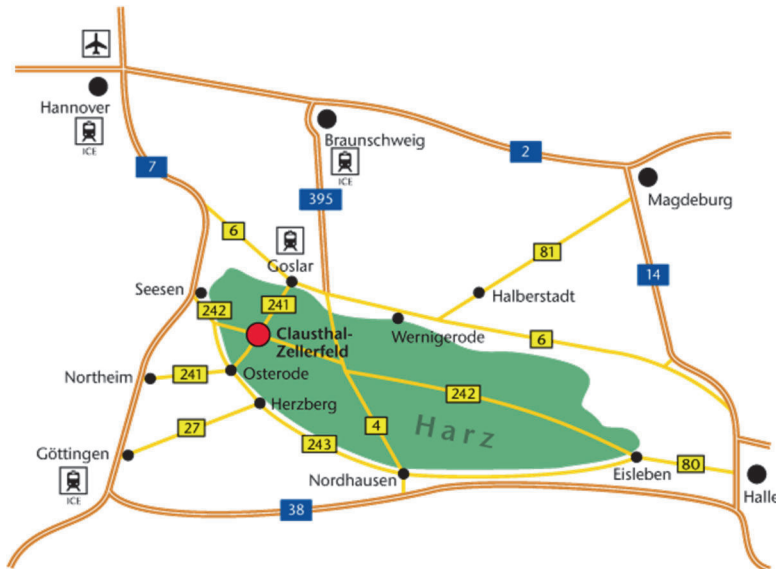 Hannover
ICE
Braunschweig
ICE
2
7
Magdeburg
395
6
81
Goslar
14
Seesen
Halberstadt
242
241
Clausthal-
Zellerfeld
Wernigerode
6
Northeim
241
Osterode
242
Herzberg
27
4
Harz
243
Göttingen
ICE
Nordhausen
Eisleben
80
Halle
38